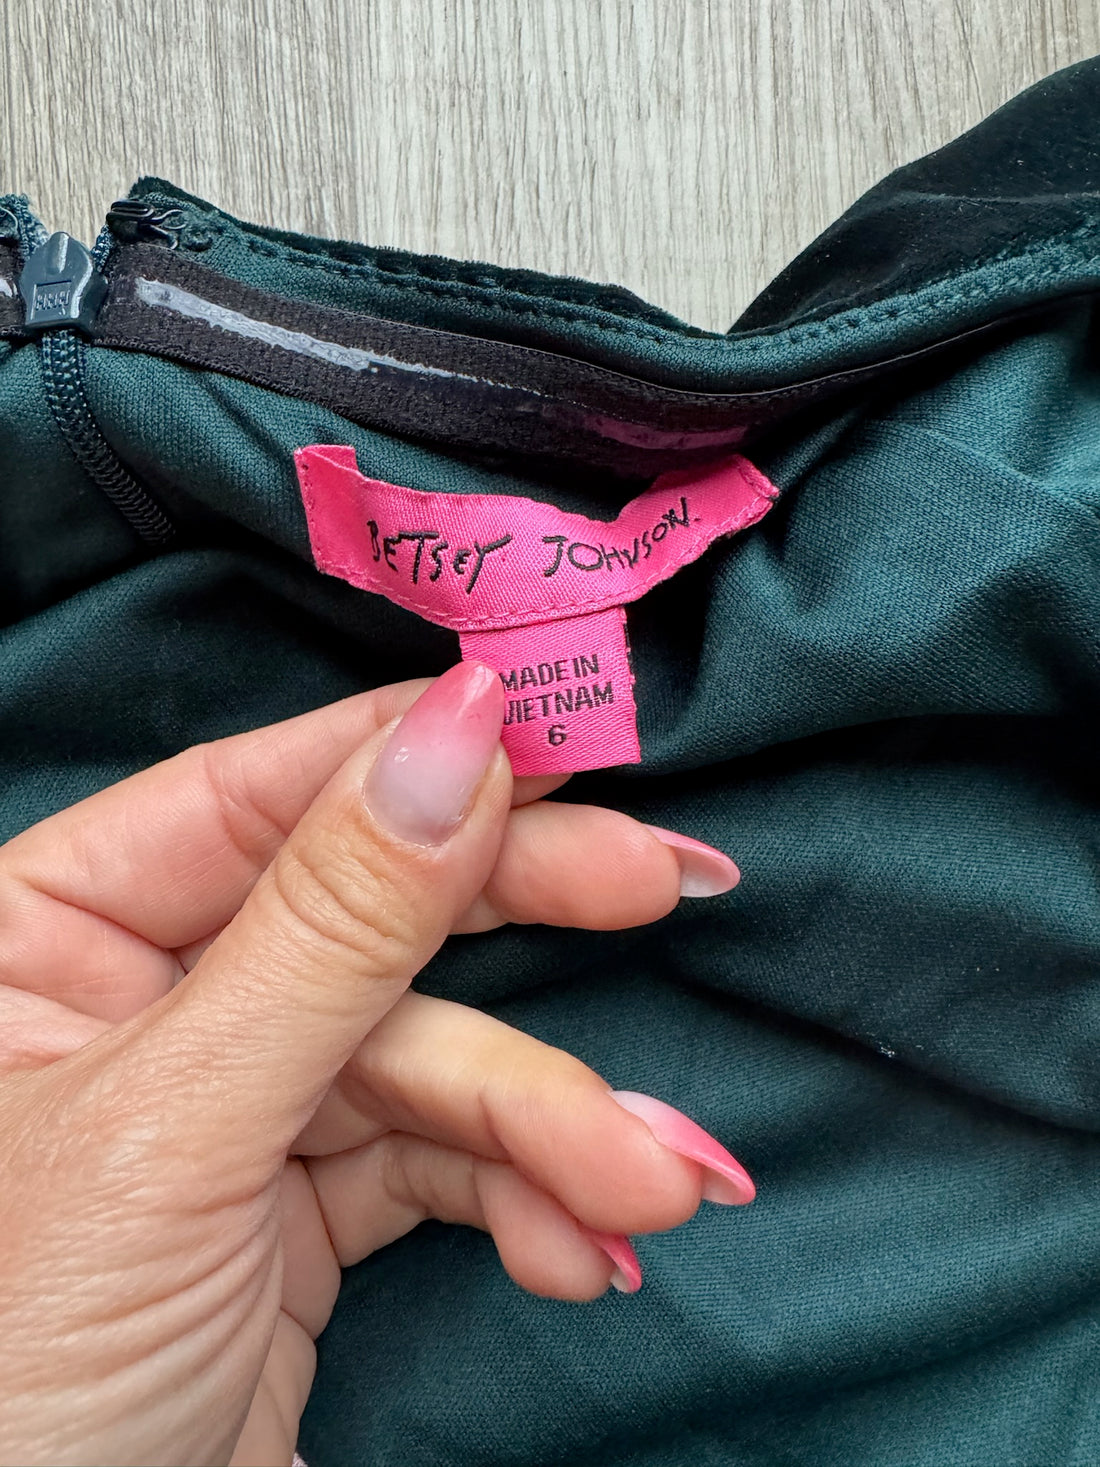 BETSEY JOHNSON.
MADE IN
VIETNAM
6